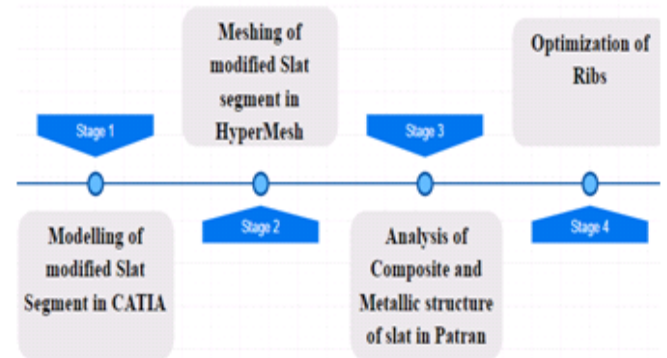 Stage 1
Modelling of
modified Slat
Segment in CATIA
Meshing of
modified Slat
segment in
HyperMesh
Stage 2
Stage 3
Analysis of
Composite and
Metallic structure
of slat in Patran
Optimization of
Ribs
Stage 4